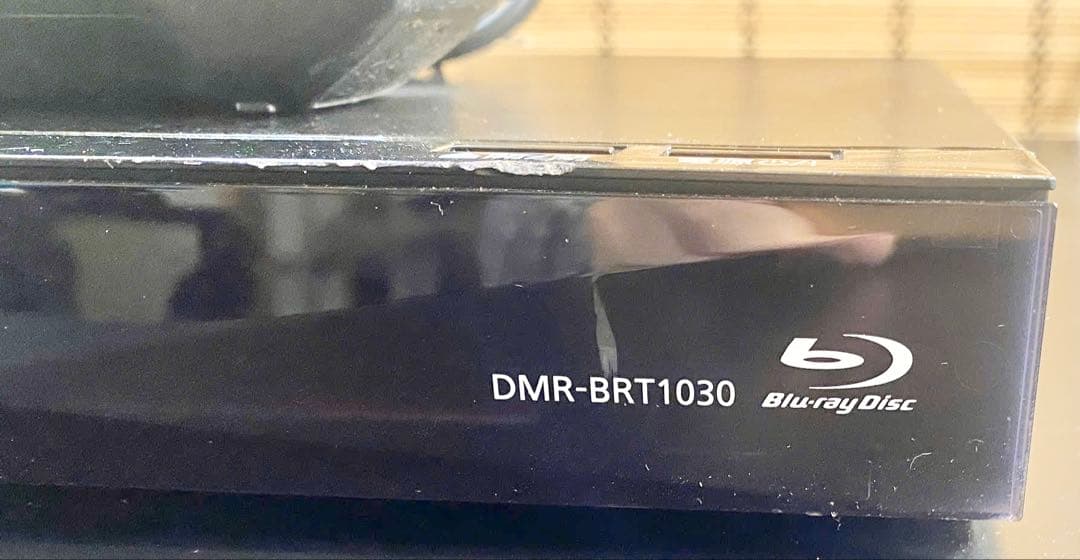 DMR-BRT1030
Blu-ray Disc